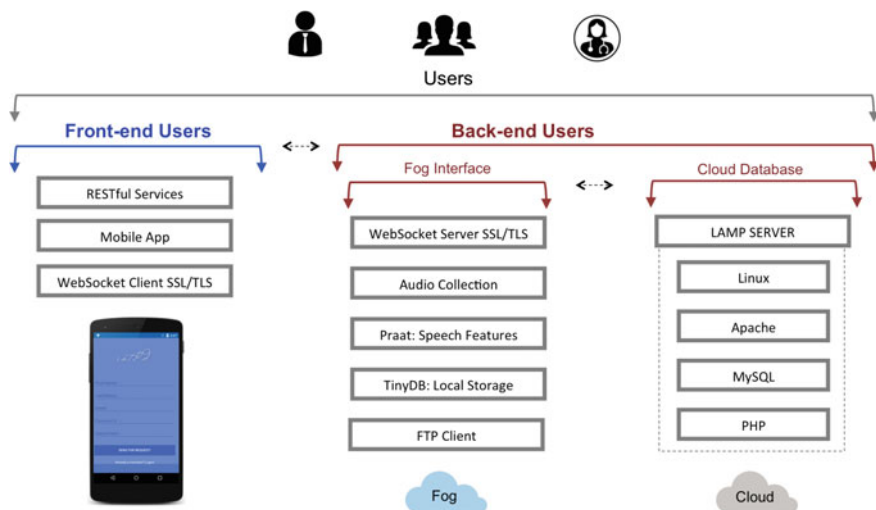 Users
Front-end Users
Back-end Users
Fog Interface
Cloud Database
RESTful Services
Mobile App
WebSocket Client SSL/TLS
WebSocket Server SSL/TLS
Audio Collection
Praat: Speech Features
TinyDB: Local Storage
FTP Client
Fog
LAMP SERVER
Linux
Apache
MySQL
PHP
Cloud